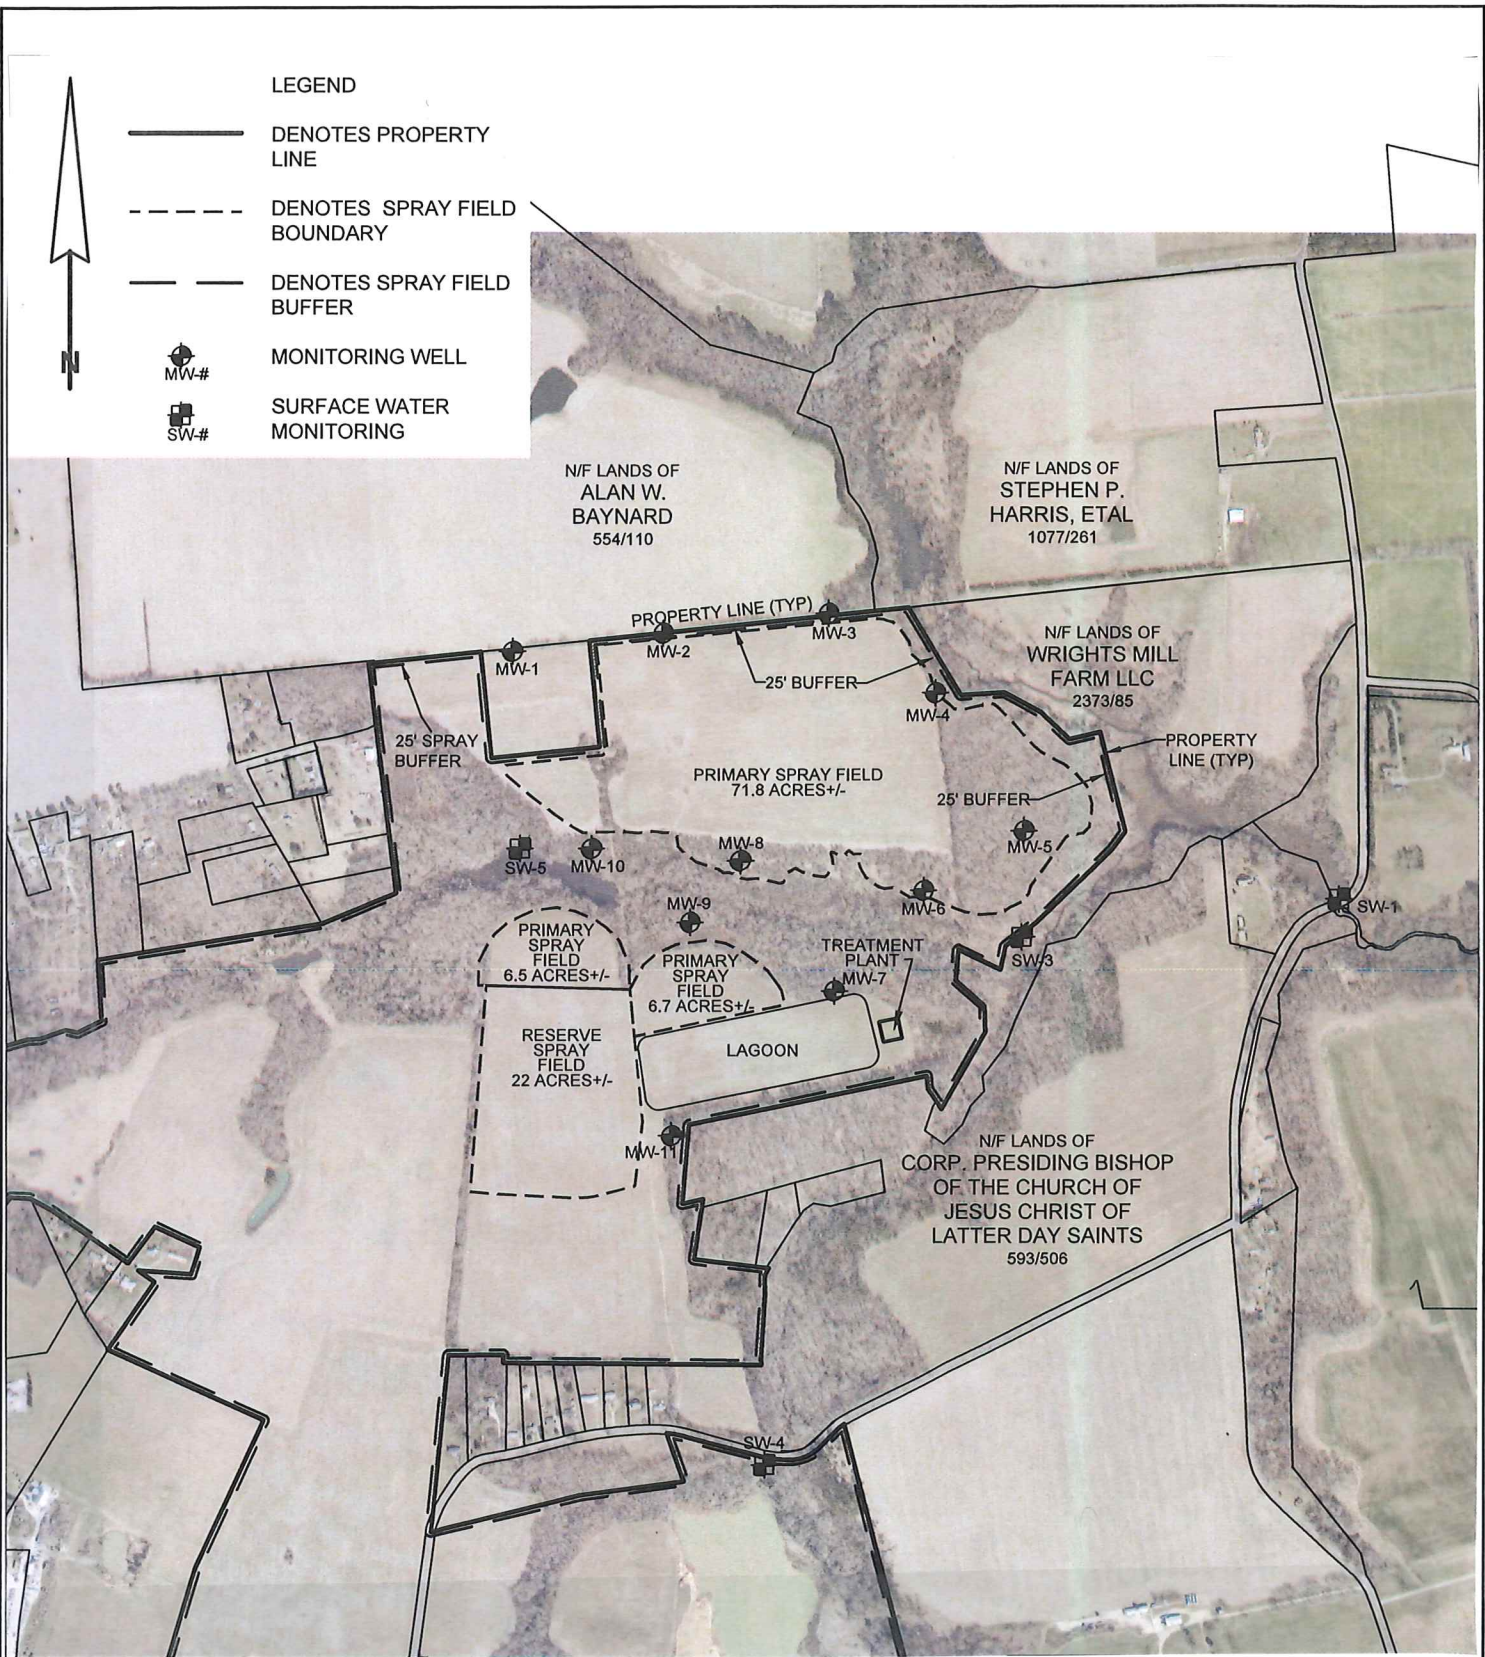 LEGEND
DENOTES PROPERTY
LINE
DENOTES SPRAY FIELD
BOUNDARY
DENOTES SPRAY FIELD
BUFFER
N
MW-#
MONITORING WELL
SW-#
SURFACE WATER
MONITORING
N/F LANDS OF
ALAN W.
BAYNARD
554/110
N/F LANDS OF
STEPHEN P.
HARRIS, ETAL
1077/261
PROPERTY LINE (TYP)
MW-1
MW-2
MW-3
N/F LANDS OF
WRIGHTS MILL
FARM LLC
2373/85
25' BUFFER
MW-4
25' SPRAY
BUFFER
PROPERTY
LINE (TYP)
PRIMARY SPRAY FIELD
71.8 ACRES+/-
25' BUFFER
MW-5
SW-5
MW-10
MW-8
MW-6
MW-9
SW-1
PRIMARY
SPRAY
FIELD
6.5 ACRES+/-
PRIMARY
SPRAY
FIELD
6.7 ACRES+/-
TREATMENT
PLANT
MW-7
SW-3
RESERVE
SPRAY
FIELD
22 ACRES+/-
LAGOON
MW-11
N/F LANDS OF
CORP. PRESIDING BISHOP
OF THE CHURCH OF
JESUS CHRIST OF
LATTER DAY SAINTS
593/506
SW-4